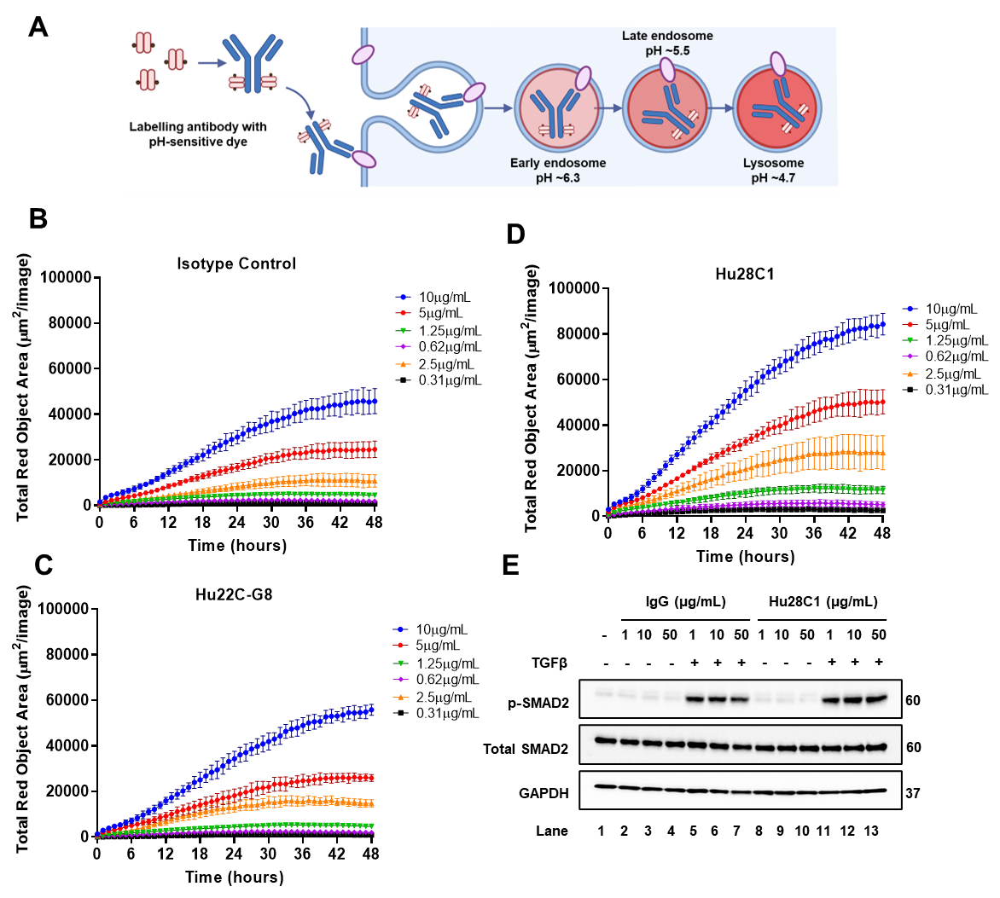 A
Labelling antibody with
pH-sensitive dye
Early endosome
pH ~6.3
Late endosome
pH ~5.5
Lysosome
pH ~4.7
B
Isotype Control
Total Red Object Area (μm²/image)
100000
80000
60000
40000
20000
0
0 6 12 18 24 30 36 42 48
Time (hours)
10μg/mL
5μg/mL
1.25μg/mL
0.62μg/mL
2.5μg/mL
0.31μg/mL
D
Hu28C1
Total Red Object Area (μm²/image)
100000
80000
60000
40000
20000
0
0 6 12 18 24 30 36 42 48
Time (hours)
10μg/mL
5μg/mL
1.25μg/mL
0.62μg/mL
2.5μg/mL
0.31μg/mL
C
Hu22C-G8
Total Red Object Area (μm²/image)
100000
80000
60000
40000
20000
0
0 6 12 18 24 30 36 42 48
Time (hours)
10μg/mL
5μg/mL
1.25μg/mL
0.62μg/mL
2.5μg/mL
0.31μg/mL
E
IgG (μg/mL) Hu28C1 (μg/mL)
- 1 10 50 1 10 50 1 10 50 1 10 50
TGFβ - - - - + + + - - - + + +
p-SMAD2 60
Total SMAD2 60
GAPDH 37
Lane 1 2 3 4 5 6 7 8 9 10 11 12 13